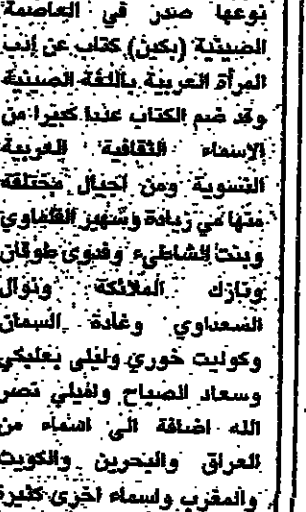 نوعها صدر في العاصمة
الصينية (بكين) كتاب عن أدب
المرأة العربية باللغة الصينية
وقد ضم الكتاب عددا كبيرا من
الاسماء الثقافية العربية
النسوية ومن أجيال مختلفة
منها مي زيادة وسهير القلماوي
وبنت الشاطيء وفدوى طوقان
ونازك الملائكة ونوال
السعداوي وغادة السمان
وكوليت خوري وليلى بعلبكي
وسعاد الصباح واميلي نصر
الله اضافة الى اسماء من
العراق والبحرين والكويت
والمغرب واسماء اخرى كثيرة